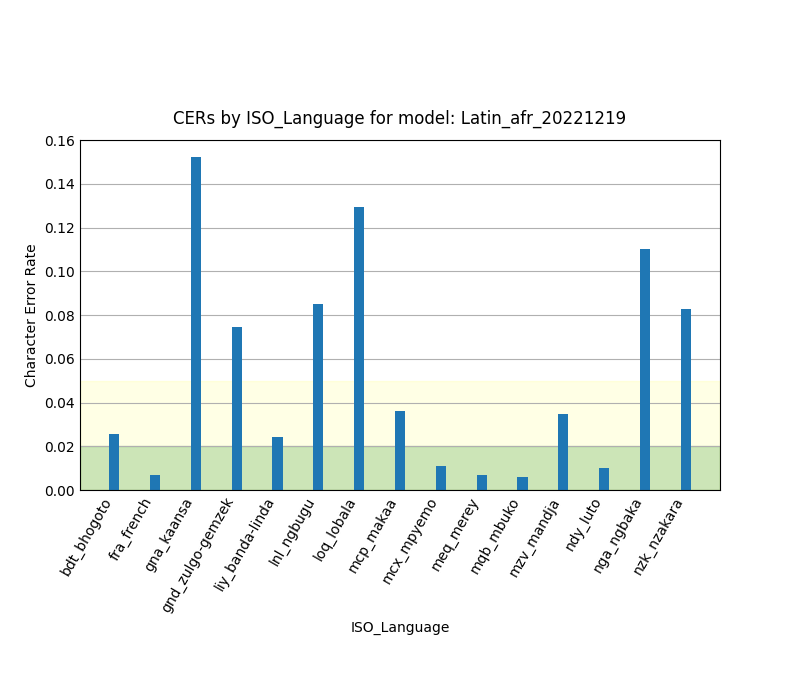 CERs by ISO_Language for model: Latin_afr_20221219
0.16
0.14
0.12
0.10
0.08
0.06
0.04
0.02
0.00
Character Error Rate
bdt_bhogoto
fra_french
gna_kaansa
gnd_zulgo-gemzek
liy_banda-linda
lnl_ngbugu
loq_lobala
mcp_makaa
mcx_mpyemo
meq_merey
mqb_mbuko
mzv_mandja
ndy_luto
nga_ngbaka
nzk_nzakara
ISO_Language